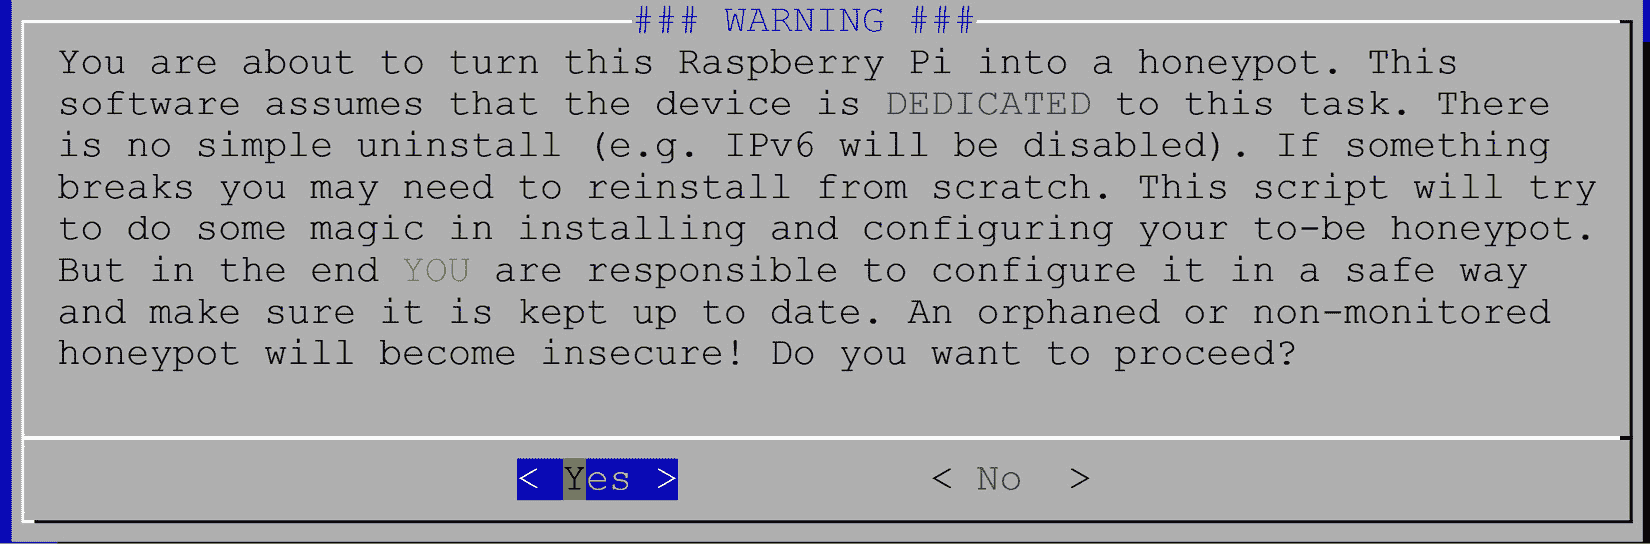 ### WARNING ###
You are about to turn this Raspberry Pi into a honeypot. This
software assumes that the device is DEDICATED to this task. There
is no simple uninstall (e.g. IPv6 will be disabled). If something
breaks you may need to reinstall from scratch. This script will try
to do some magic in installing and configuring your to-be honeypot.
But in the end YOU are responsible to configure it in a safe way
and make sure it is kept up to date. An orphaned or non-monitored
honeypot will become insecure! Do you want to proceed?
< Yes > < No >